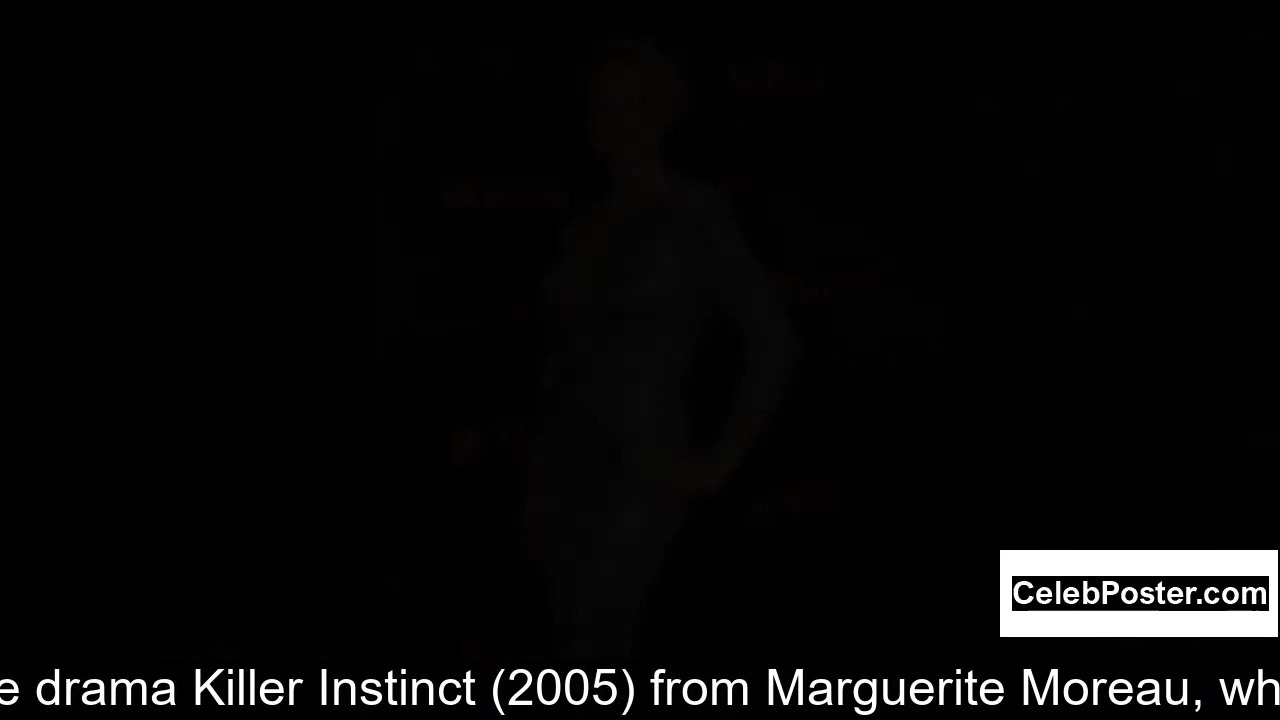 CelebPoster.com
e drama Killer Instinct (2005) from Marguerite Moreau, wh